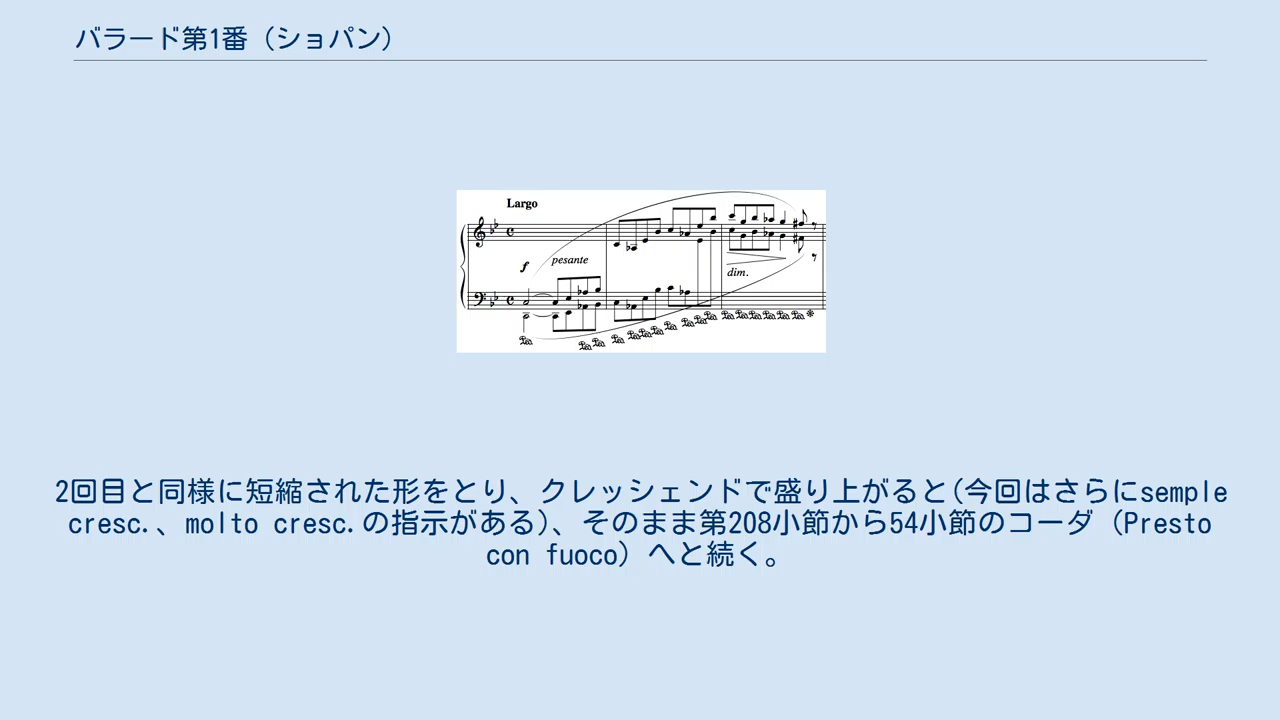 バラード第1番（ショパン）
Largo
f
pesante
dim.
2回目と同様に短縮された形をとり、クレッシェンドで盛り上がると(今回はさらにsemple
cresc.、molto cresc.の指示がある)、そのまま第208小節から54小節のコーダ（Presto
con fuoco）へと続く。